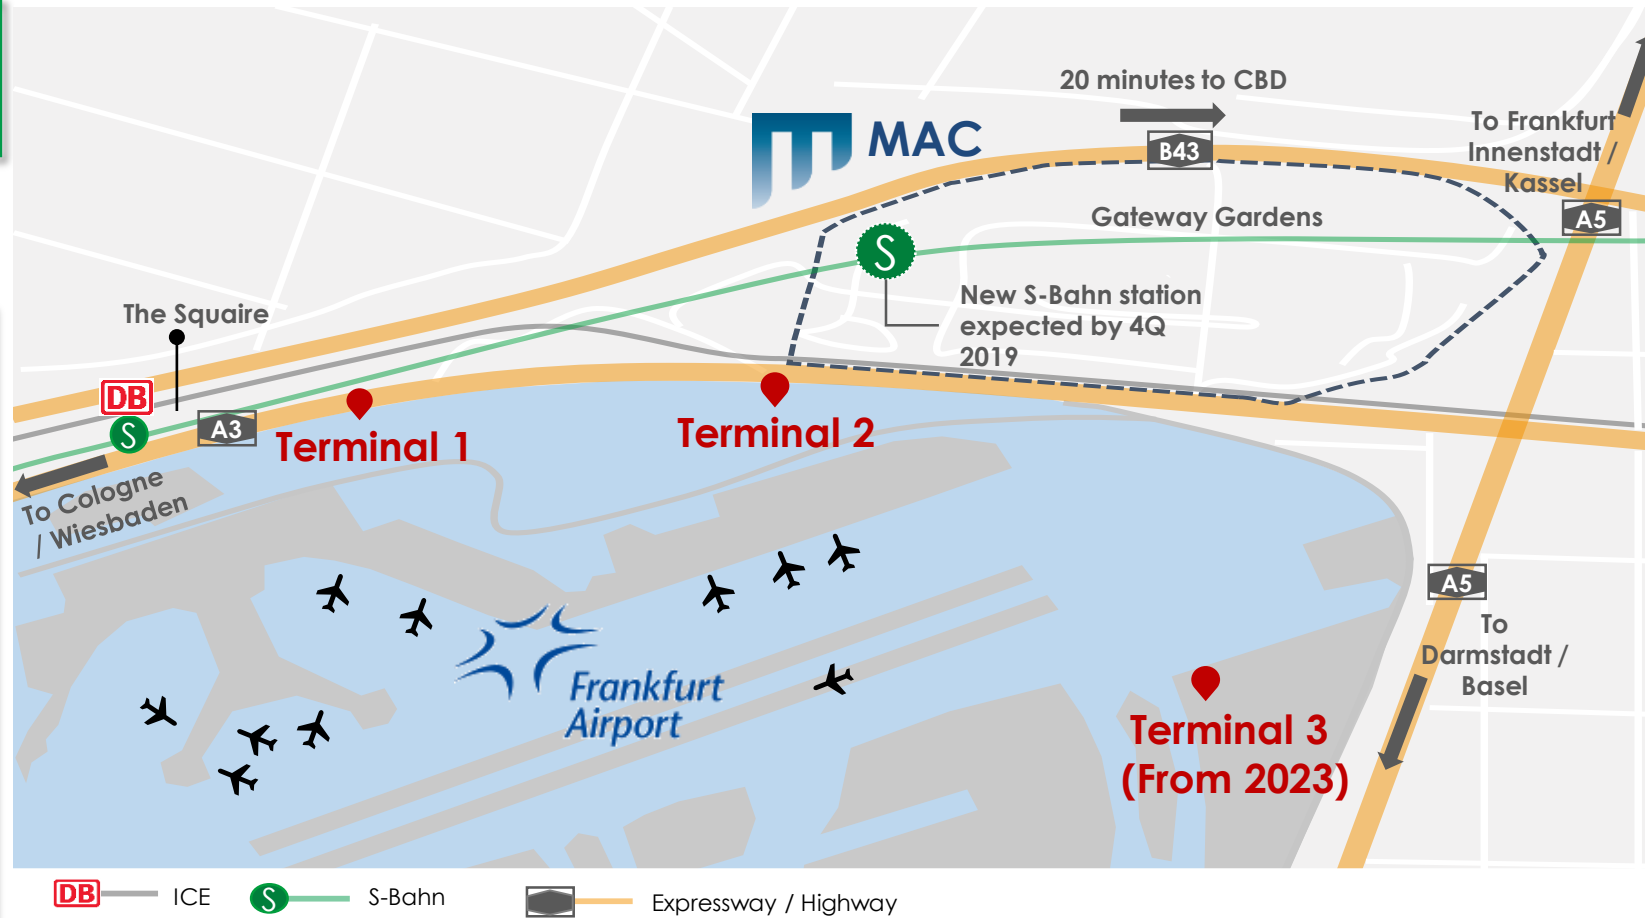 20 minutes to CBD
MAC
B43
To Frankfurt
Innenstadt /
Kassel
A5
Gateway Gardens
S
New S-Bahn station
expected by 4Q
2019
The Squaire
DB
S
A3
Terminal 1
Terminal 2
To Cologne
/ Wiesbaden
A5
To
Darmstadt /
Basel
Frankfurt
Airport
Terminal 3
(From 2023)
DB ICE S S-Bahn Expressway / Highway